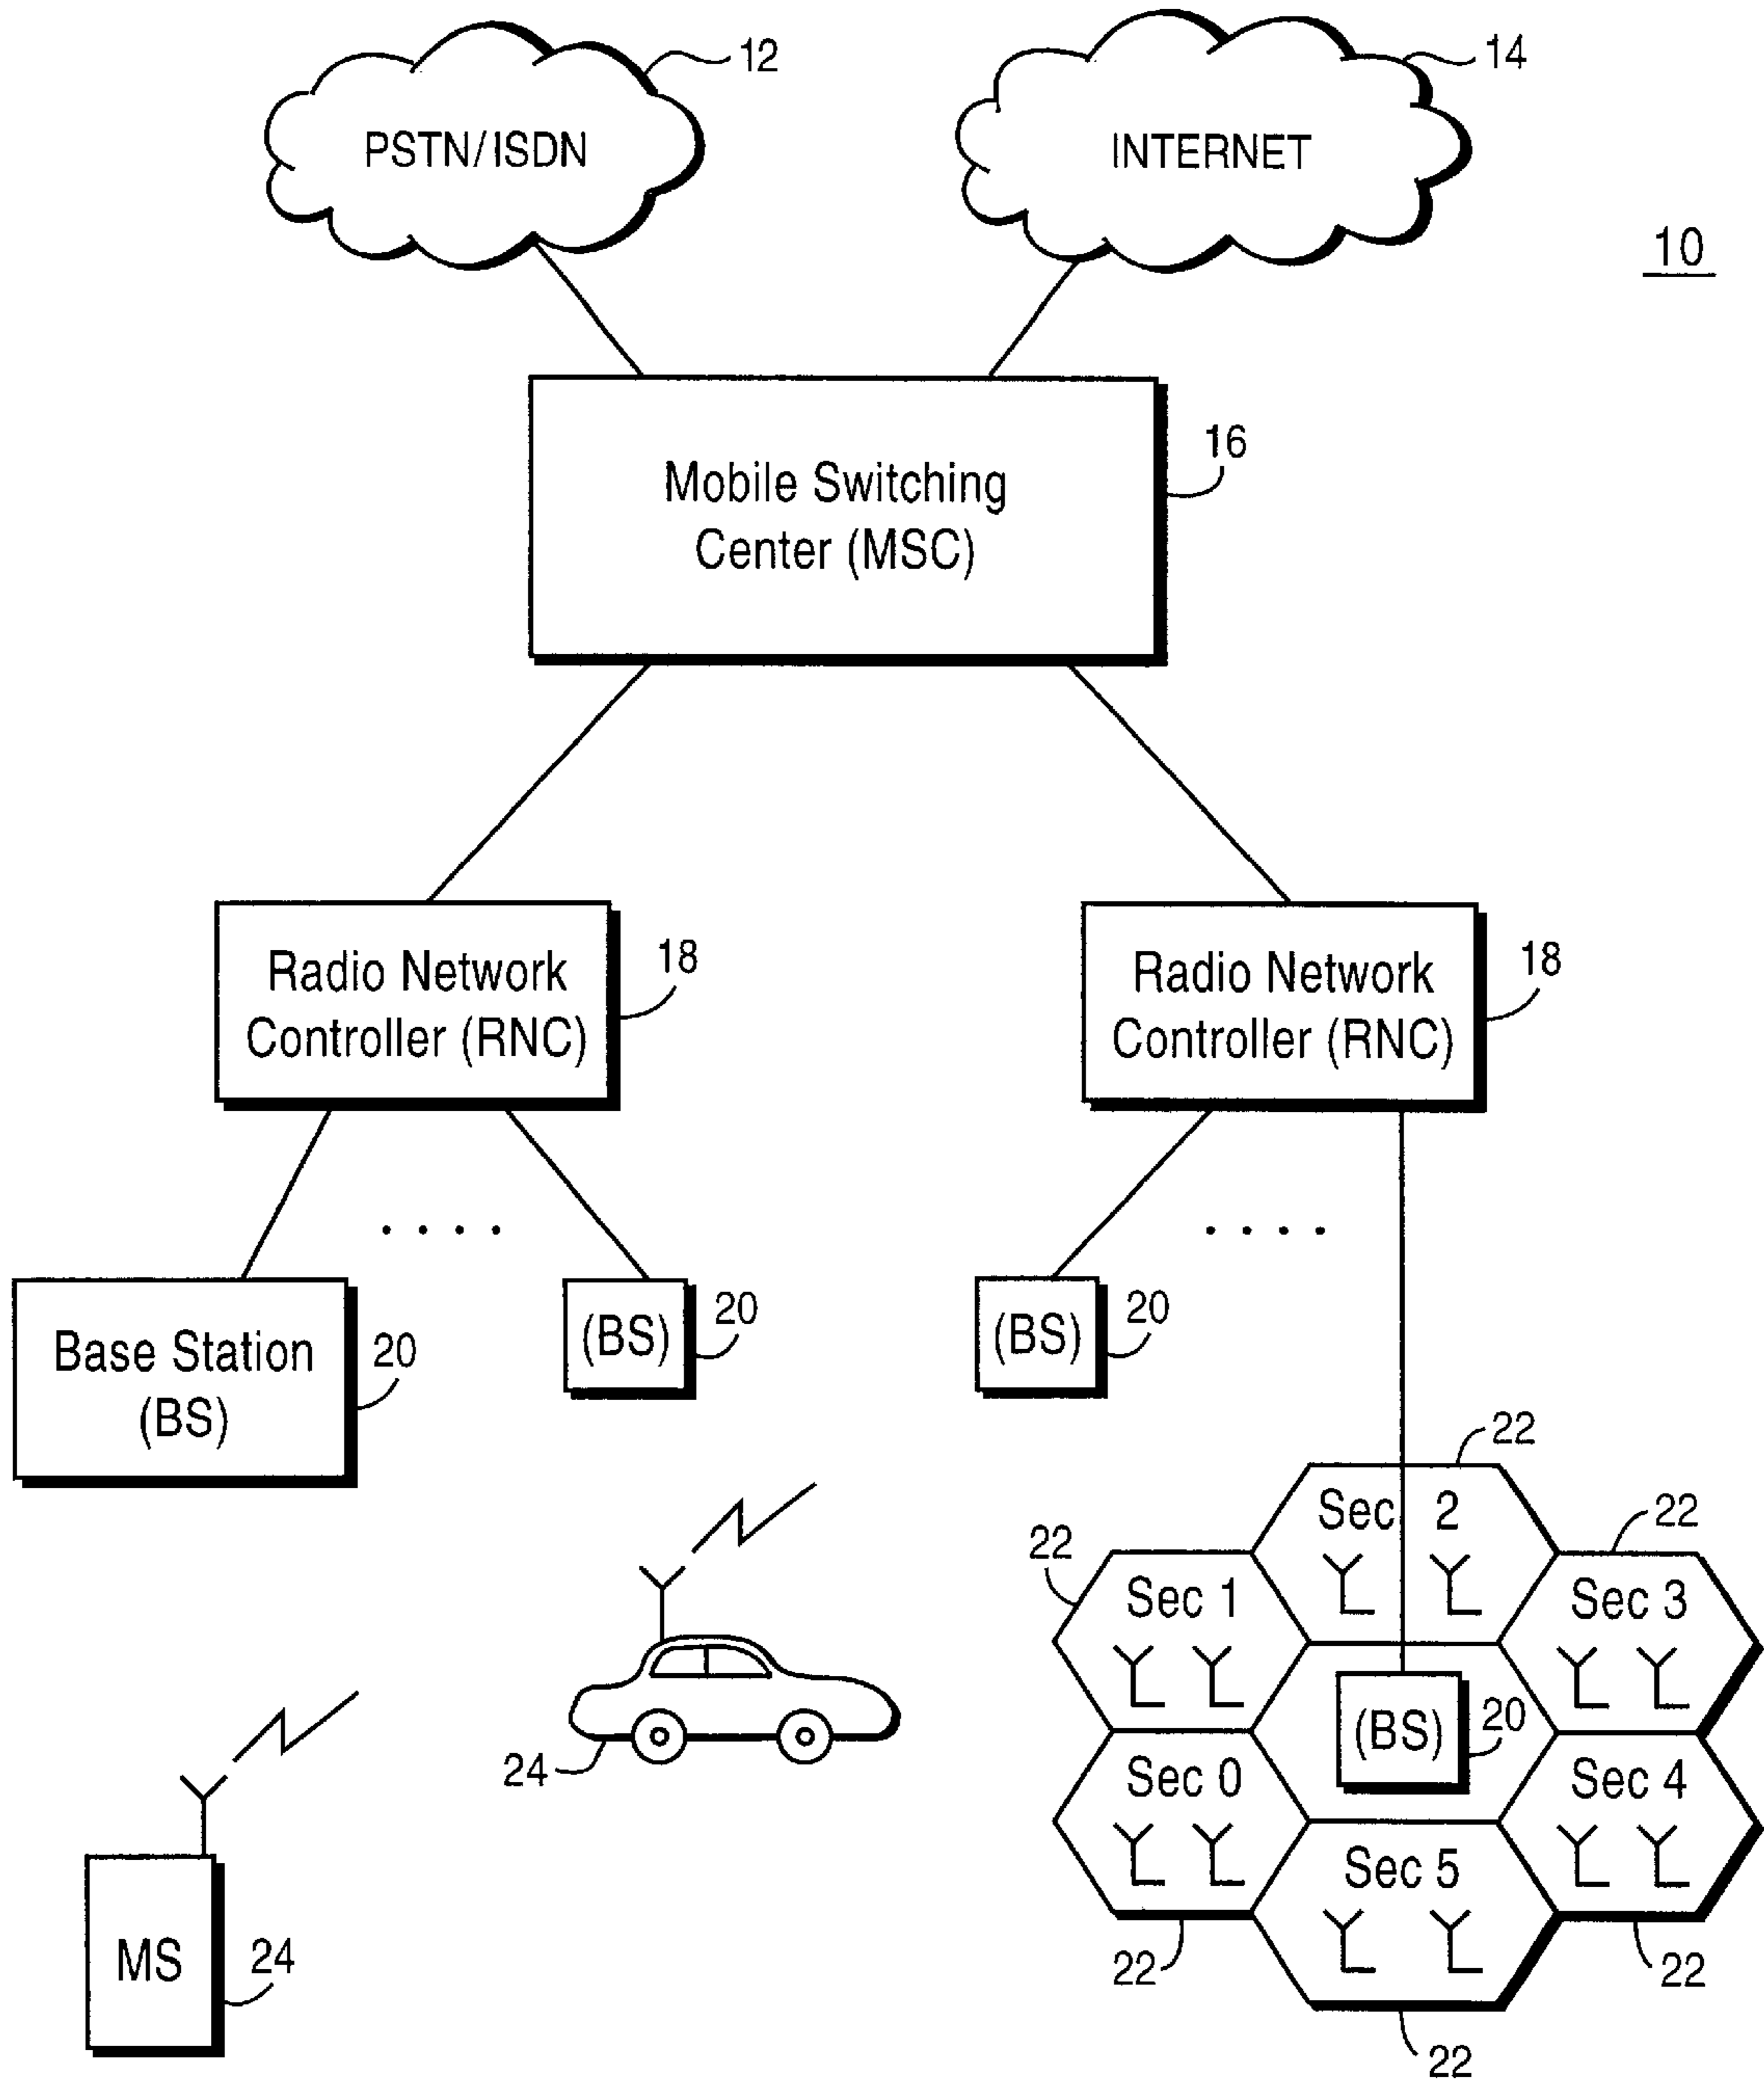 12
14
PSTN/ISDN
INTERNET
10
16
Mobile Switching
Center (MSC)
18
18
Radio Network
Controller (RNC)
Radio Network
Controller (RNC)
20
20
20
Base Station
(BS)
(BS)
(BS)
22
22
22
Sec 2
Sec 1
Sec 3
(BS)
20
Sec 0
Sec 4
Sec 5
24
22
22
22
MS
24